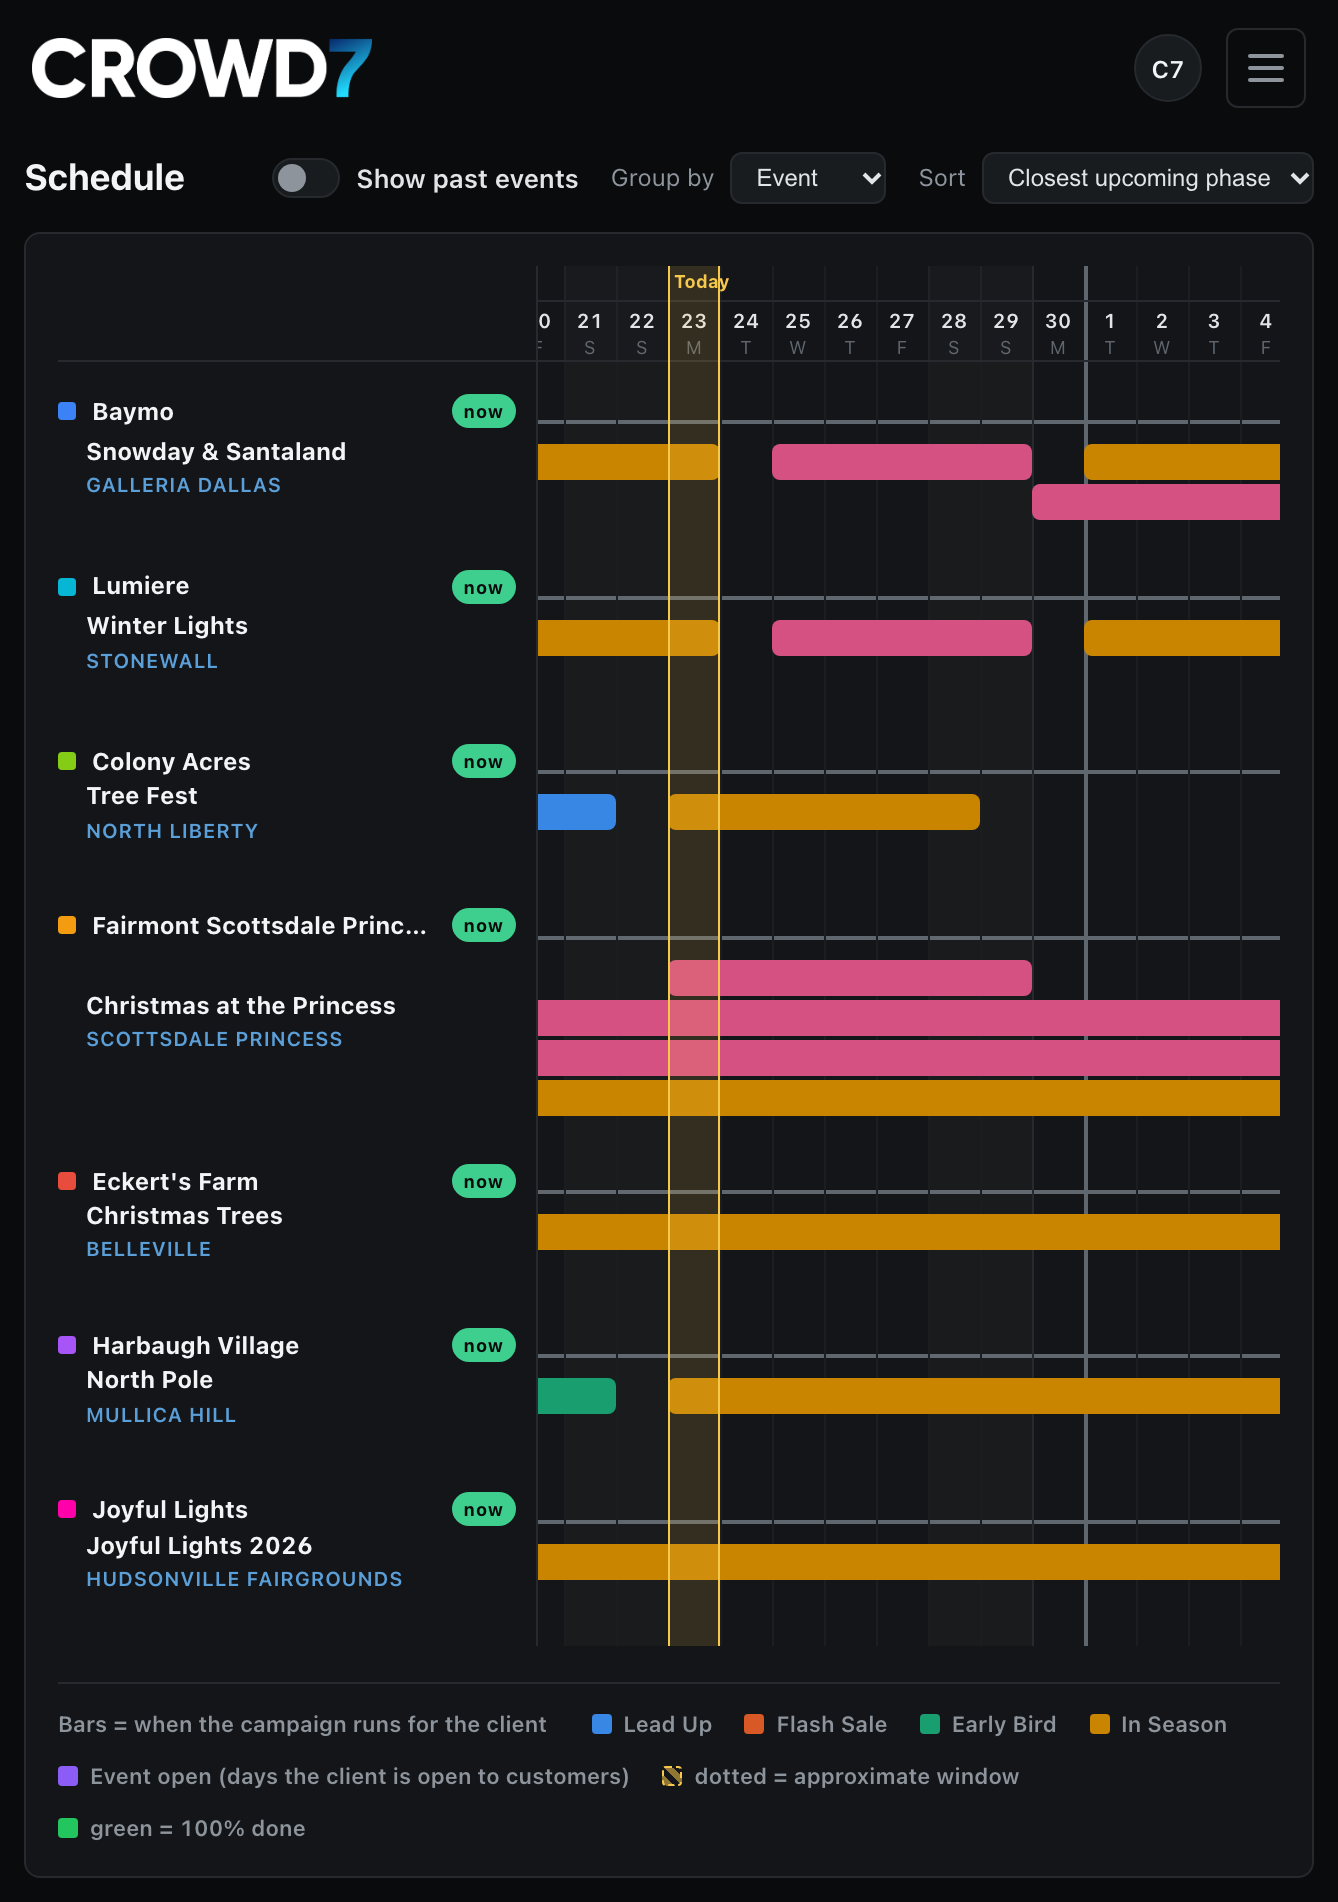 CROWD7
C7
Schedule
Show past events
Group by
Event
Sort
Closest upcoming phase
Today
0 21 22 23 24 25 26 27 28 29 30 1 2 3 4
F S S M T W T F S S M T W T F
Baymo now
Snowday & Santaland
GALLERIA DALLAS
Lumiere now
Winter Lights
STONEWALL
Colony Acres now
Tree Fest
NORTH LIBERTY
Fairmont Scottsdale Princ... now
Christmas at the Princess
SCOTTSDALE PRINCESS
Eckert's Farm now
Christmas Trees
BELLEVILLE
Harbaugh Village now
North Pole
MULLICA HILL
Joyful Lights now
Joyful Lights 2026
HUDSONVILLE FAIRGROUNDS
Bars = when the campaign runs for the client Lead Up Flash Sale Early Bird In Season
Event open (days the client is open to customers) dotted = approximate window
green = 100% done